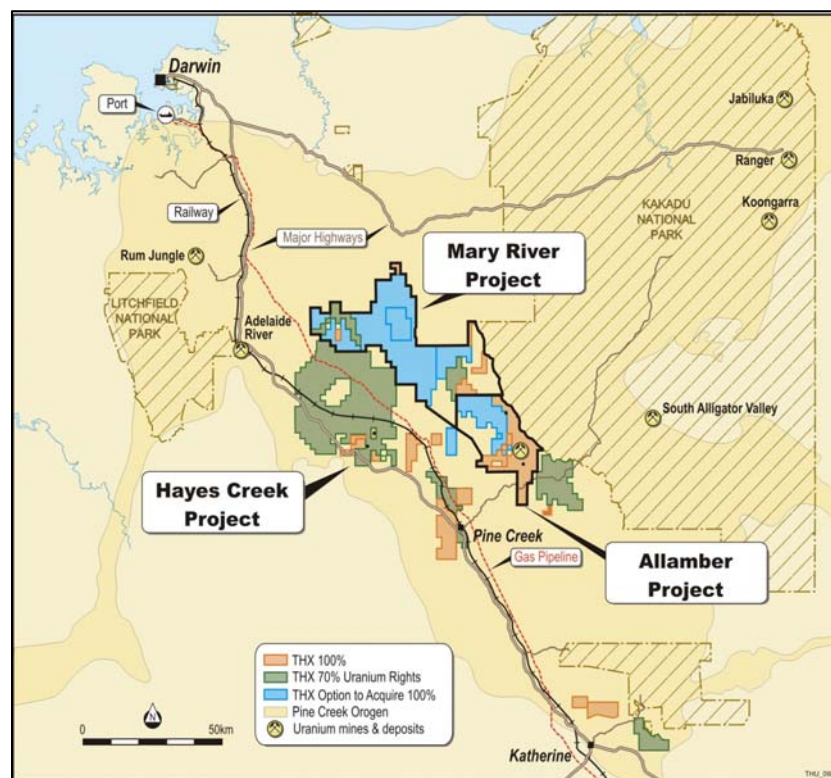 Darwin
Port
Jabiluka
Ranger
KAKADU
NATIONAL
PARK
Koongarra
Railway
Major Highways
Mary River
Project
Rum Jungle
LITCHFIELD
NATIONAL
PARK
Adelaide
River
South Alligator Valley
Hayes Creek
Project
Pine Creek
Gas Pipeline
Allamber
Project
THX 100%
THX 70% Uranium Rights
THX Option to Acquire 100%
Pine Creek Orogen
Uranium mines & deposits
N
0
50km
Katherine